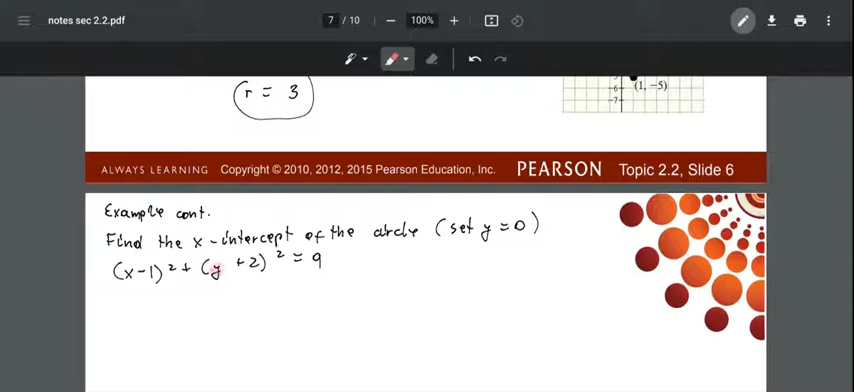 notes sec 2.2.pdf
7 / 10
100%
r = 3
-6
(1, -5)
-7
ALWAYS LEARNING Copyright © 2010, 2012, 2015 Pearson Education, Inc. PEARSON Topic 2.2, Slide 6
Example cont.
Find the x-intercept of the circle (set y=0)
(x-1)² + (y +2)² = 9